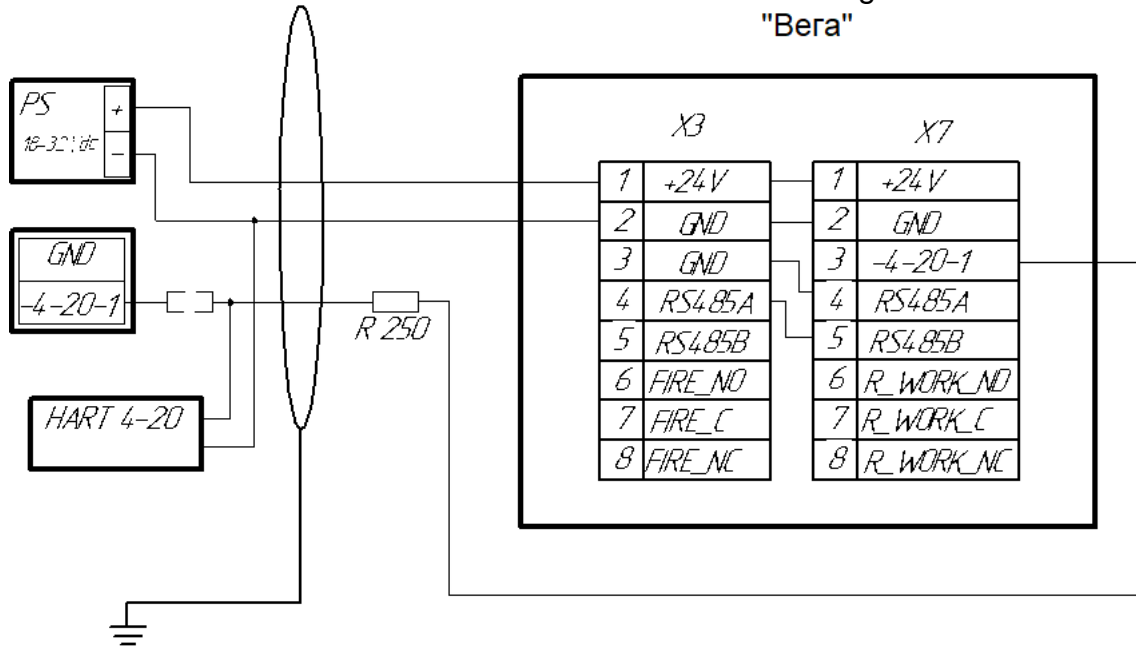 "Вега"
PS
+
18-32Vdc
-
GND
-4-20-1
R 250
HART 4-20
X3
1 +24V
2 GND
3 GND
4 RS485A
5 RS485B
6 FIRE_NO
7 FIRE_C
8 FIRE_NC
X7
1 +24V
2 GND
3 -4-20-1
4 RS485A
5 RS485B
6 R_WORK_NO
7 R_WORK_C
8 R_WORK_NC